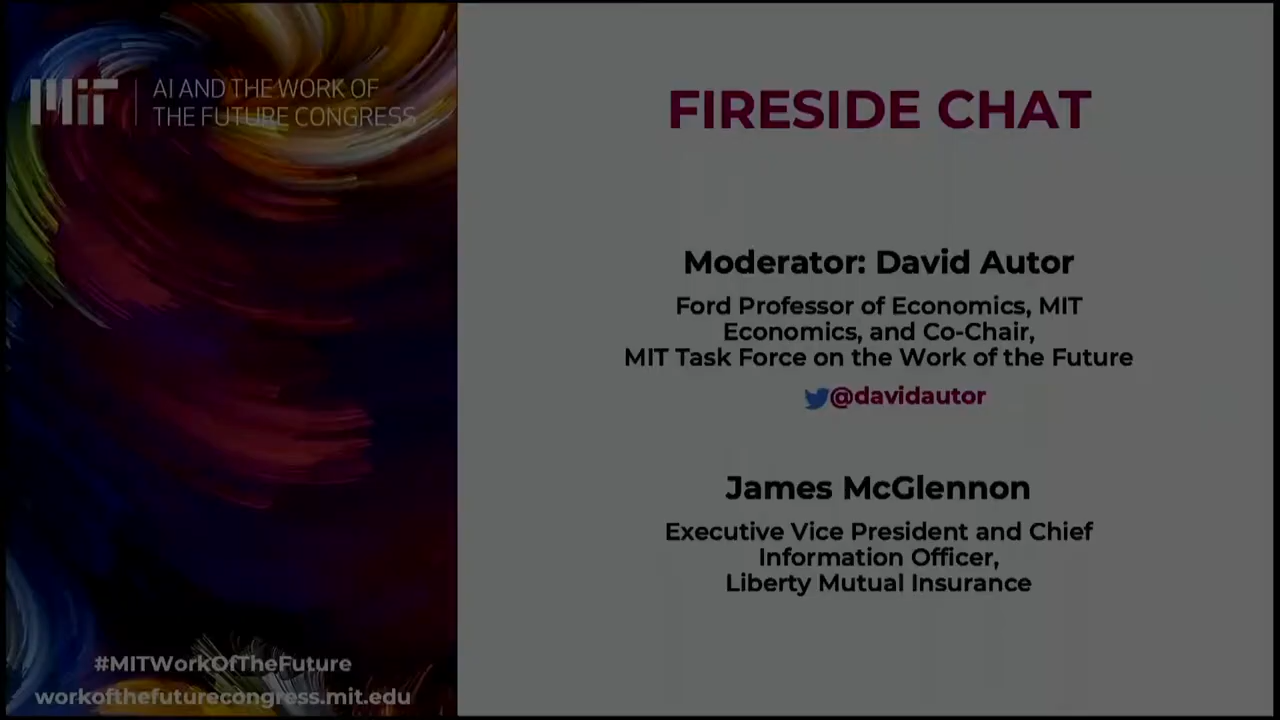 MIT
AI AND THE WORK OF
THE FUTURE CONGRESS
#MITWorkOfTheFuture
workofthefuturecongress.mit.edu
FIRESIDE CHAT
Moderator: David Autor
Ford Professor of Economics, MIT
Economics, and Co-Chair,
MIT Task Force on the Work of the Future
@davidautor
James McGlennon
Executive Vice President and Chief
Information Officer,
Liberty Mutual Insurance